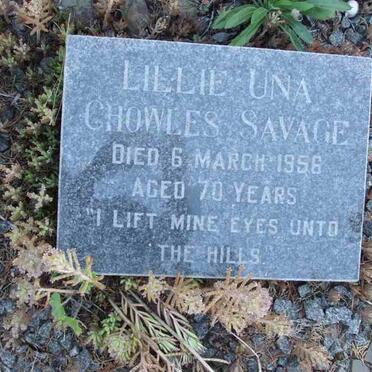 LILLIE UNA
CHOWLES SAVAGE
DIED 6 MARCH 1956
AGED 70 YEARS
"I LIFT MINE EYES UNTO
THE HILLS